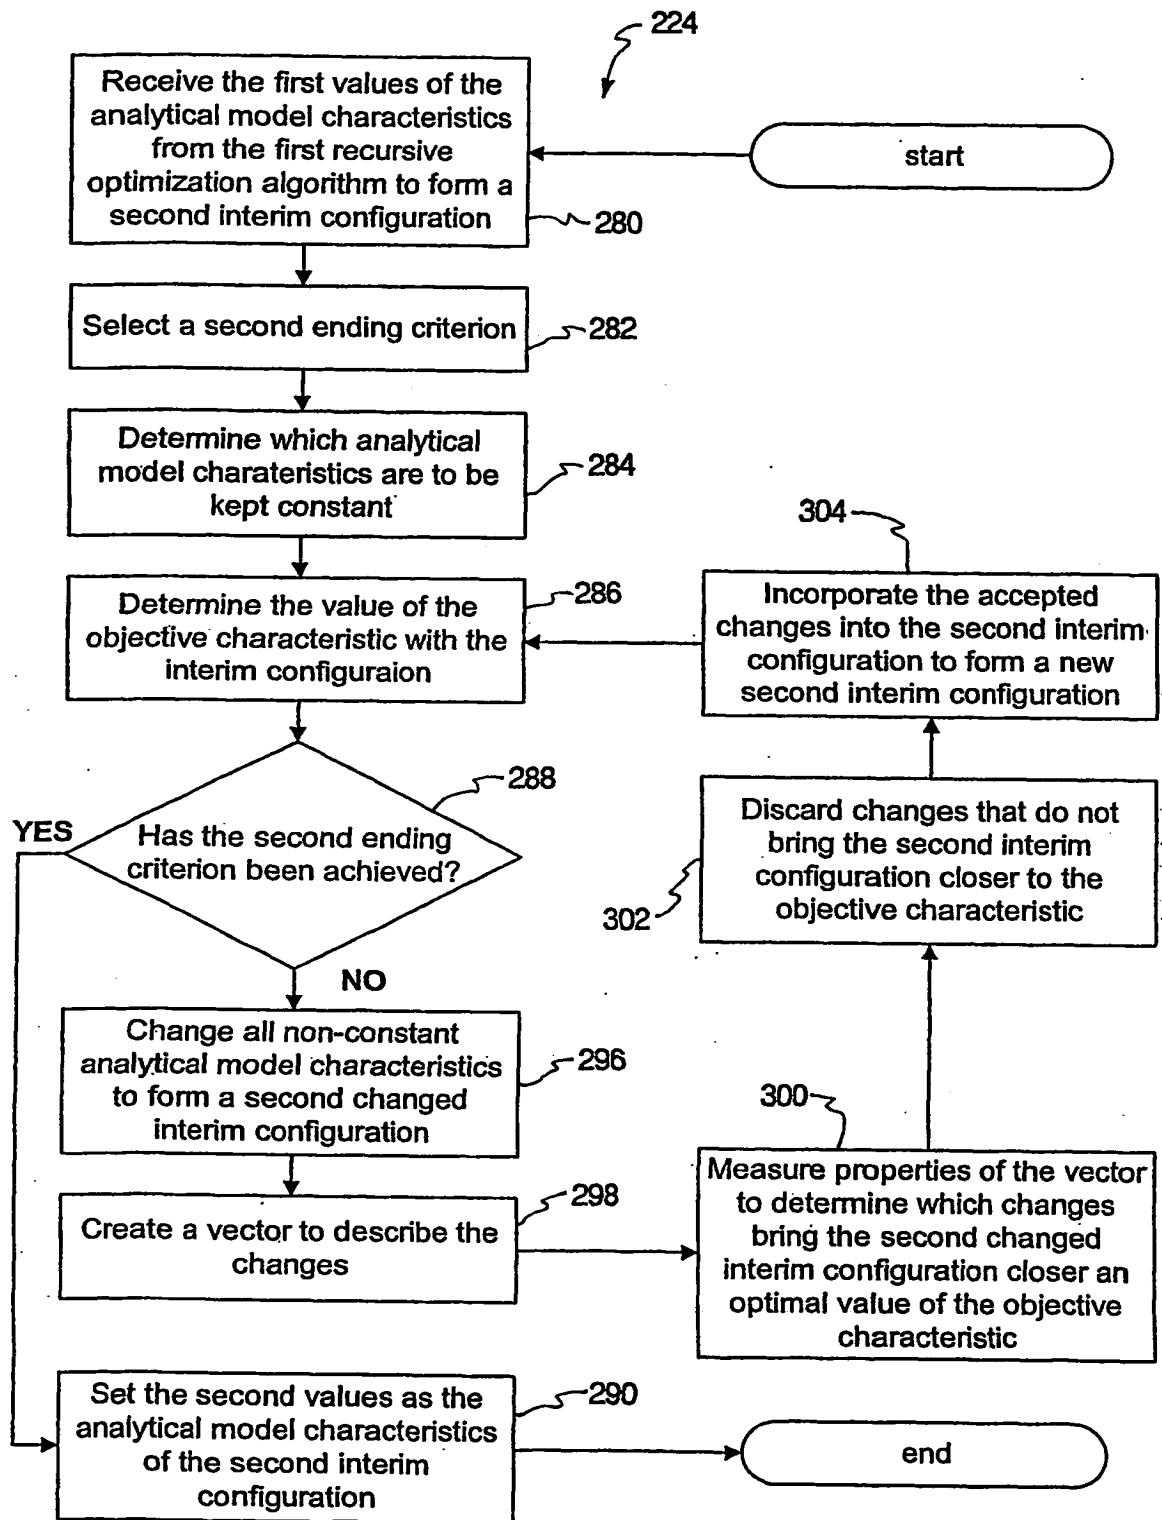 224
Receive the first values of the
analytical model characteristics
from the first recursive
optimization algorithm to form a
second interim configuration
280
start
Select a second ending criterion
282
Determine which analytical
model charateristics are to be
kept constant
284
Determine the value of the
objective characteristic with the
interim configuraion
286
Has the second ending
criterion been achieved?
288
YES
NO
Change all non-constant
analytical model characteristics
to form a second changed
interim configuration
296
Create a vector to describe the
changes
298
Measure properties of the vector
to determine which changes
bring the second changed
interim configuration closer an
optimal value of the objective
characteristic
300
Discard changes that do not
bring the second interim
configuration closer to the
objective characteristic
302
Incorporate the accepted
changes into the second interim
configuration to form a new
second interim configuration
304
Set the second values as the
analytical model characteristics
of the second interim
configuration
290
end